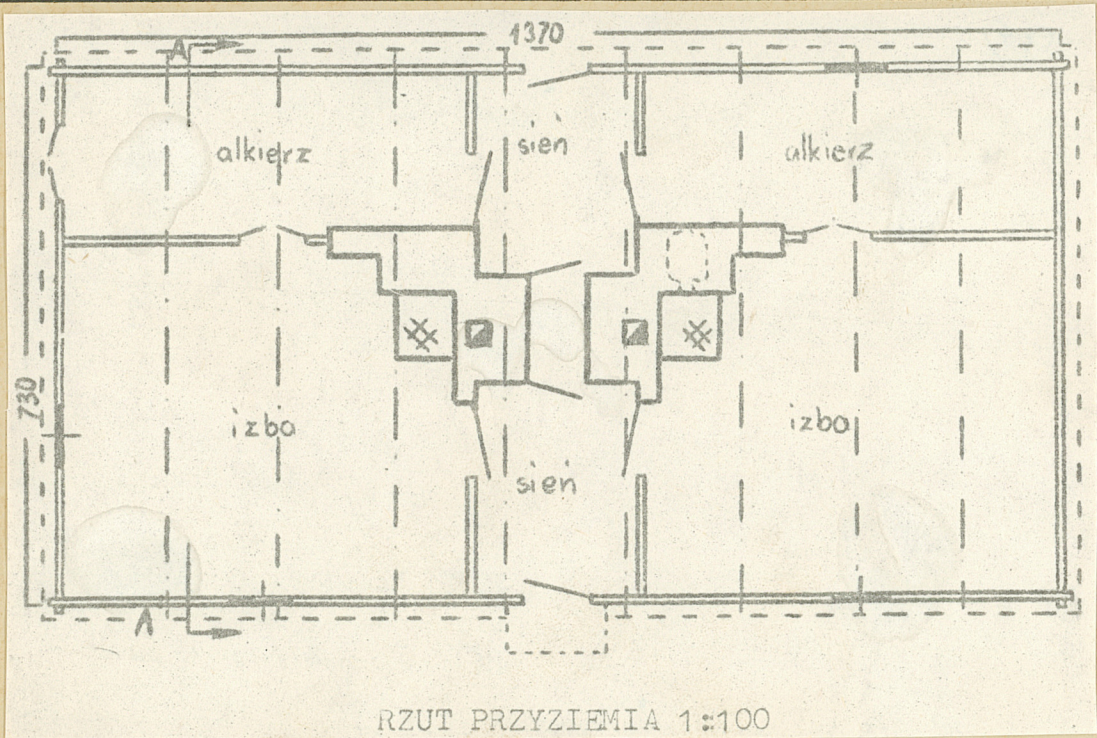 1370
A
alkierz
sień
alkierz
730
izba
izba
sień
A
RZUT PRZYZIEMIA 1:100